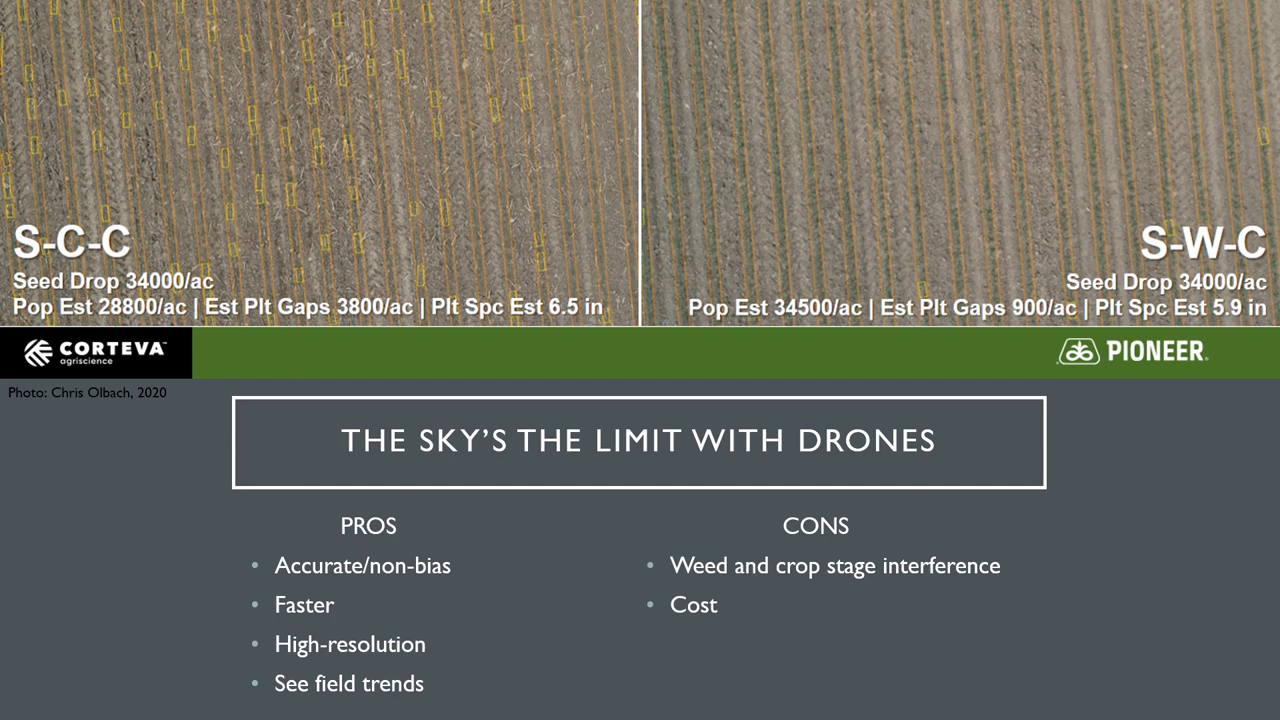 S-C-C
Seed Drop 34000/ac
Pop Est 28800/ac | Est Plt Gaps 3800/ac | Plt Spc Est 6.5 in
S-W-C
Seed Drop 34000/ac
Pop Est 34500/ac | Est Plt Gaps 900/ac | Plt Spc Est 5.9 in
CORTEVA™
agriscience
PIONEER®
Photo: Chris Olbach, 2020
THE SKY’S THE LIMIT WITH DRONES
PROS
• Accurate/non-bias
• Faster
• High-resolution
• See field trends
CONS
• Weed and crop stage interference
• Cost